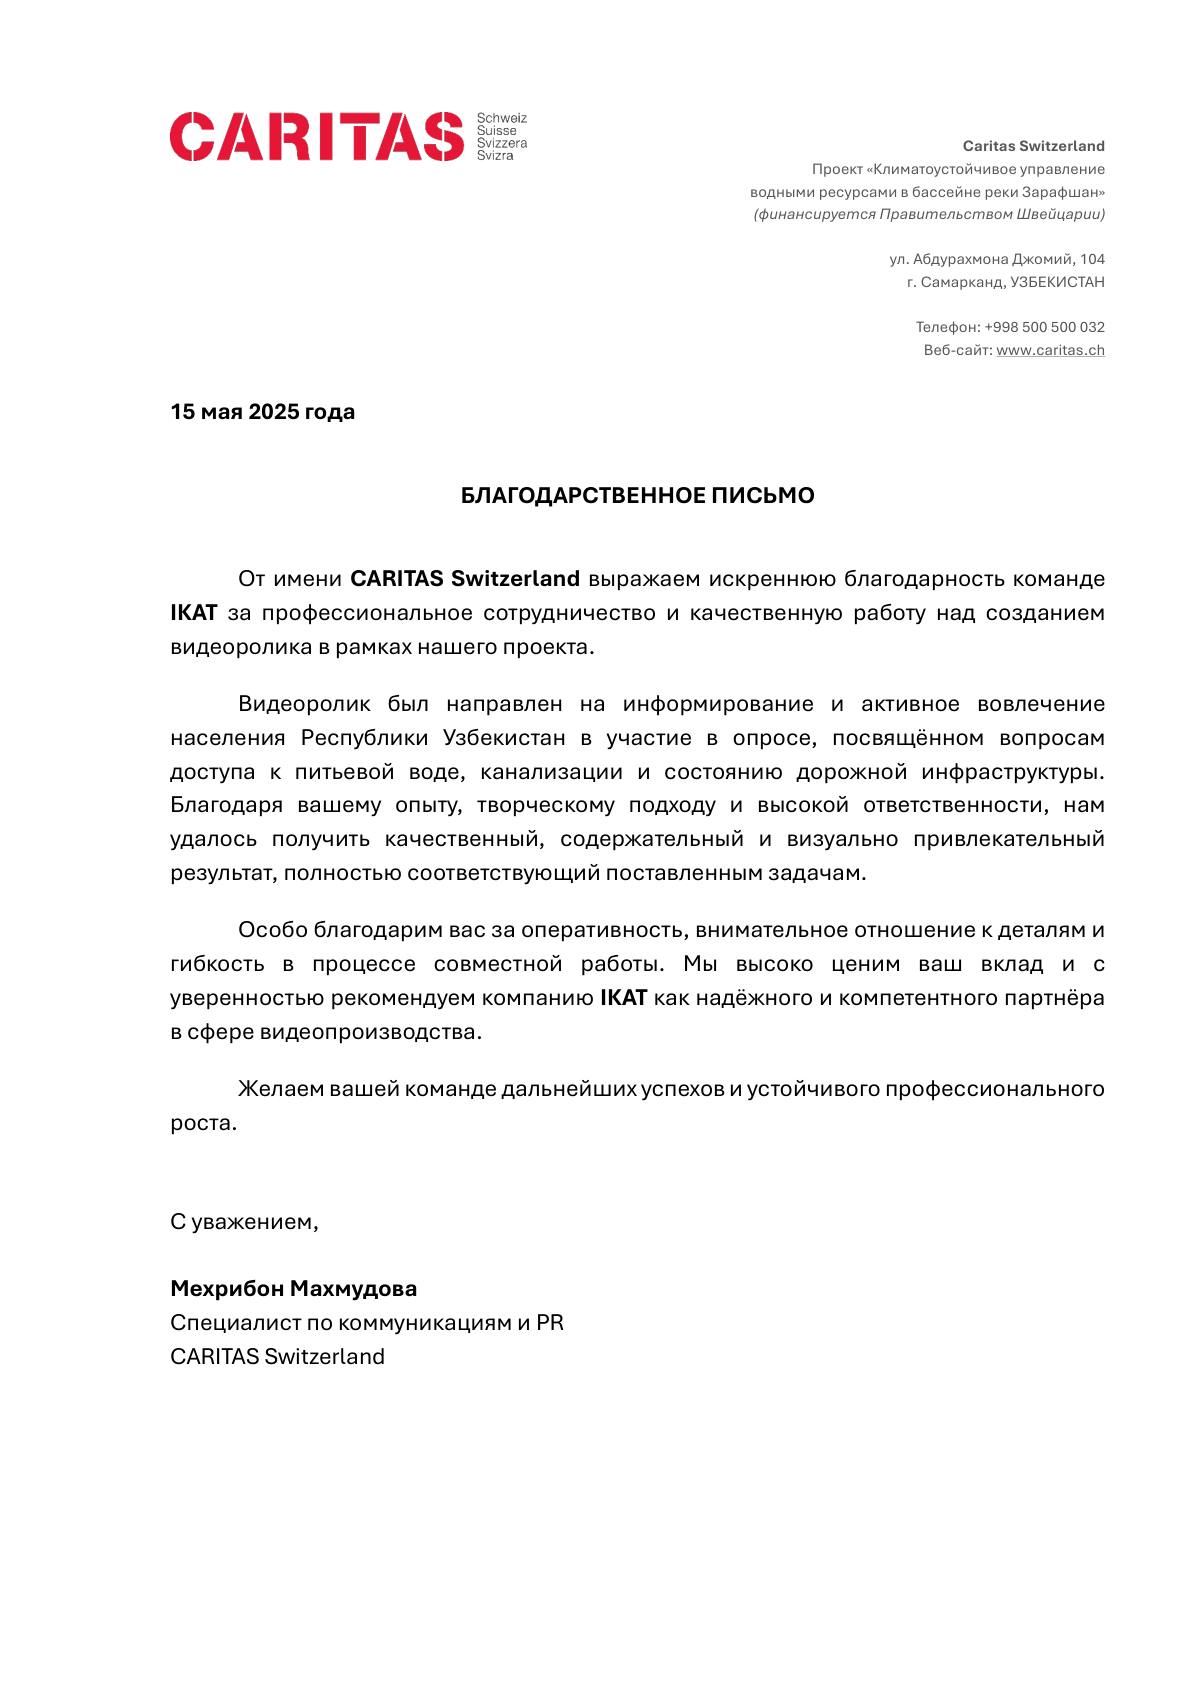 CARITAS
Schweiz
Suisse
Svizzera
Svizra
Caritas Switzerland
Проект «Климатоустойчивое управление
водными ресурсами в бассейне реки Зарафшан»
(финансируется Правительством Швейцарии)
ул. Абдурахмона Джомий, 104
г. Самарканд, УЗБЕКИСТАН
Телефон: +998 500 500 032
Веб-сайт: www.caritas.ch
15 мая 2025 года
БЛАГОДАРСТВЕННОЕ ПИСЬМО
От имени CARITAS Switzerland выражаем искреннюю благодарность команде
IKAT за профессиональное сотрудничество и качественную работу над созданием
видеоролика в рамках нашего проекта.
Видеоролик был направлен на информирование и активное вовлечение
населения Республики Узбекистан в участие в опросе, посвящённом вопросам
доступа к питьевой воде, канализации и состоянию дорожной инфраструктуры.
Благодаря вашему опыту, творческому подходу и высокой ответственности, нам
удалось получить качественный, содержательный и визуально привлекательный
результат, полностью соответствующий поставленным задачам.
Особо благодарим вас за оперативность, внимательное отношение к деталям и
гибкость в процессе совместной работы. Мы высоко ценим ваш вклад и с
уверенностью рекомендуем компанию IKAT как надёжного и компетентного партнёра
в сфере видеопроизводства.
Желаем вашей команде дальнейших успехов и устойчивого профессионального
роста.
С уважением,
Мехрибон Махмудова
Специалист по коммуникациям и PR
CARITAS Switzerland